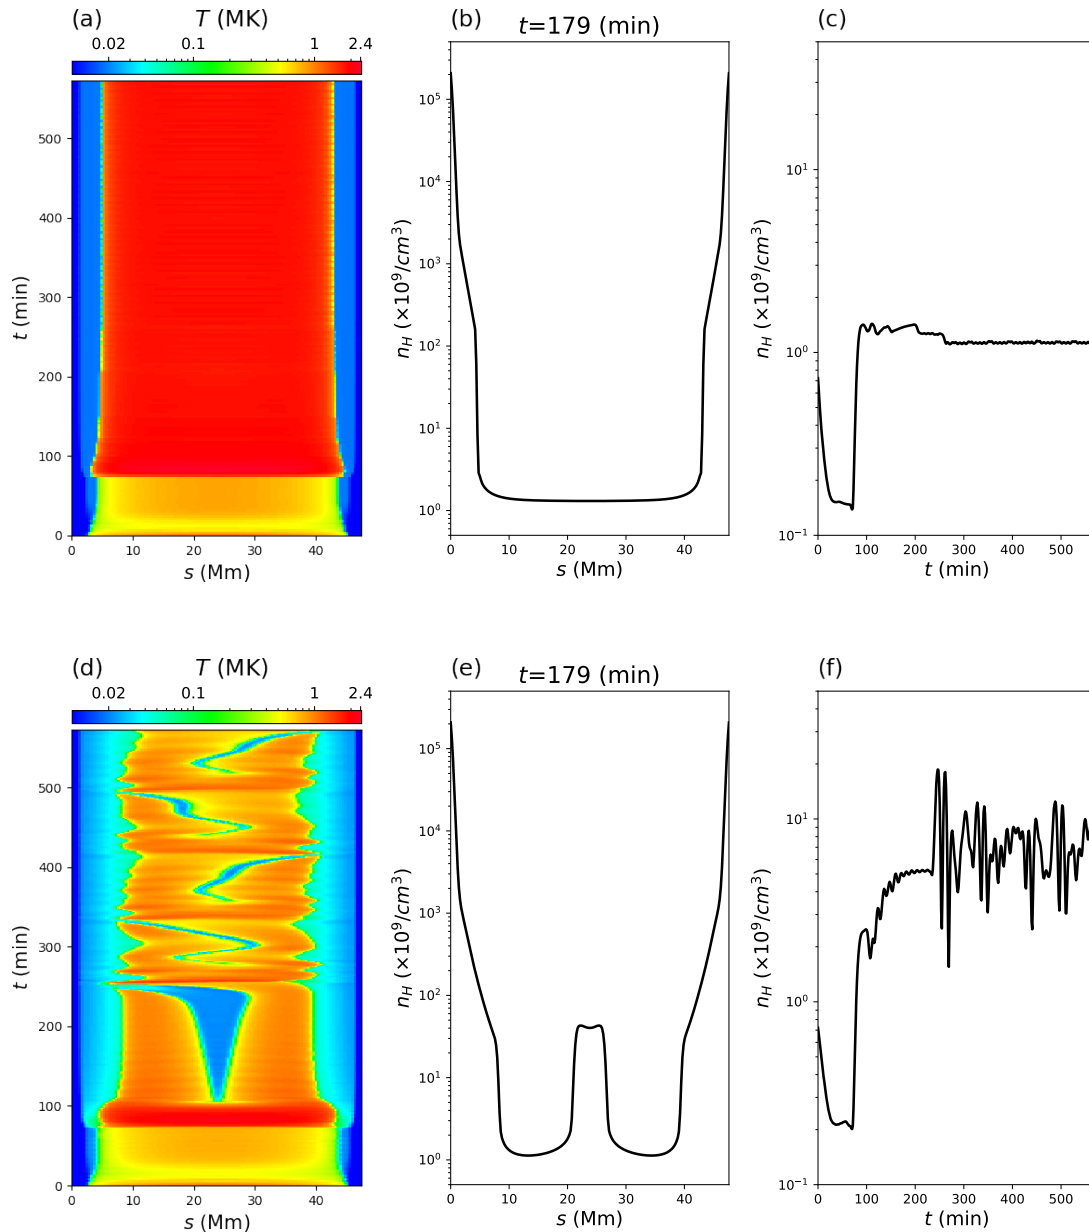 (a) T (MK)
0.02 0.1 1 2.4
500
400
300
200
100
0
t (min)
0 10 20 30 40
s (Mm)
(b) t=179 (min)
10^5
10^4
10^3
10^2
10^1
10^0
n_H (×10^9/cm^3)
0 10 20 30 40
s (Mm)
(c)
10^1
10^0
10^-1
n_H (×10^9/cm^3)
0 100 200 300 400 500
t (min)
(d) T (MK)
0.02 0.1 1 2.4
500
400
300
200
100
0
t (min)
0 10 20 30 40
s (Mm)
(e) t=179 (min)
10^5
10^4
10^3
10^2
10^1
10^0
n_H (×10^9/cm^3)
0 10 20 30 40
s (Mm)
(f)
10^1
10^0
10^-1
n_H (×10^9/cm^3)
0 100 200 300 400 500
t (min)